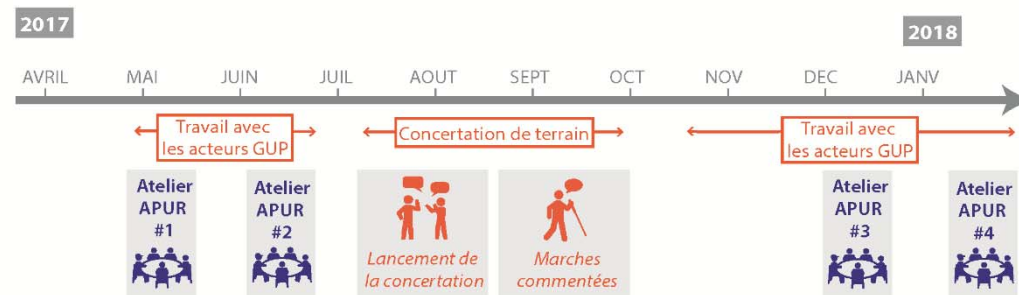 2017
2018
AVRIL MAI JUIN JUIL AOUT SEPT OCT NOV DEC JANV
Travail avec
les acteurs GUP
Concertation de terrain
Travail avec
les acteurs GUP
Atelier
APUR
#1
Atelier
APUR
#2
Lancement de
la concertation
Marches
commentées
Atelier
APUR
#3
Atelier
APUR
#4